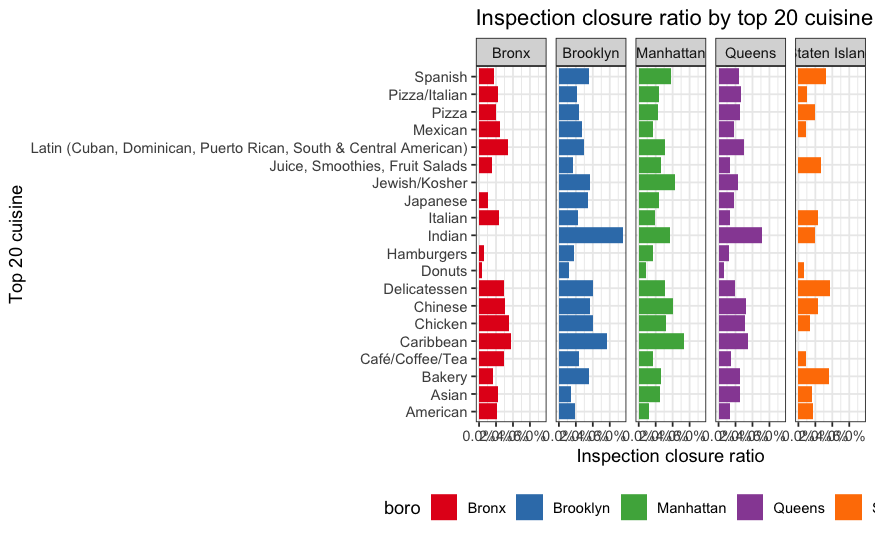 Inspection closure ratio by top 20 cuisine
Bronx Brooklyn Manhattan Queens taten Islan
Spanish
Pizza/Italian
Pizza
Mexican
Latin (Cuban, Dominican, Puerto Rican, South & Central American)
Juice, Smoothies, Fruit Salads
Jewish/Kosher
Japanese
Italian
Indian
Hamburgers
Donuts
Delicatessen
Chinese
Chicken
Caribbean
Café/Coffee/Tea
Bakery
Asian
American
Top 20 cuisine
Inspection closure ratio
boro Bronx Brooklyn Manhattan Queens S